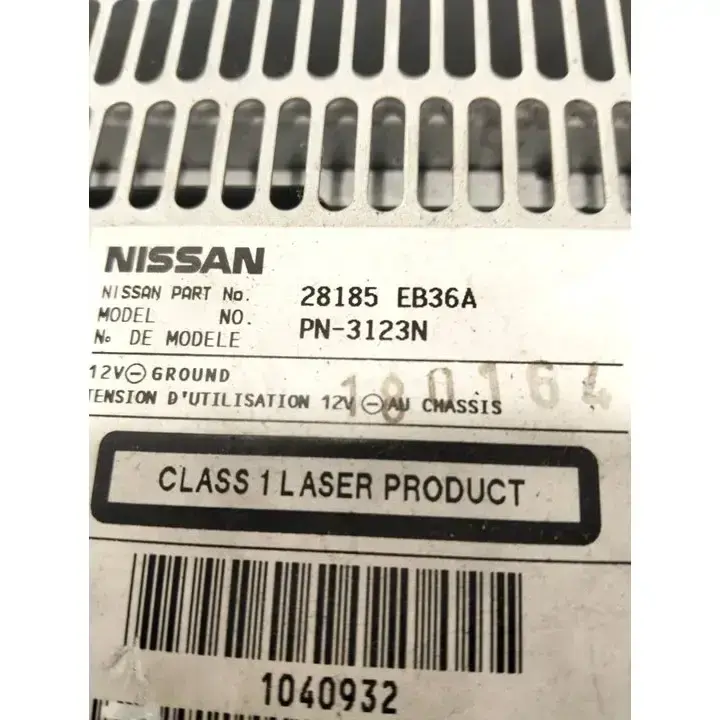 NISSAN
NISSAN PART No. 28185 EB36A
MODEL NO. PN-3123N
No DE MODELE
12V⊖GROUND
TENSION D'UTILISATION 12V ⊖AU CHASSIS
180164
CLASS 1 LASER PRODUCT
1040932